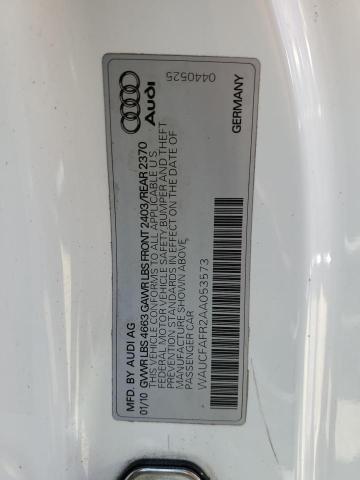 Audi
0440525
GERMANY
MFD. BY AUDI AG
01/10 GVWR LBS 4663 GAWR LBS FRONT 2403/REAR 2370
THIS VEHICLE CONFORMS TO ALL APPLICABLE U.S.
FEDERAL MOTOR VEHICLE SAFETY, BUMPER AND THEFT
PREVENTION STANDARDS IN EFFECT ON THE DATE OF
MANUFACTURE SHOWN ABOVE.
PASSENGER CAR
WAUCFAFR2AA053573